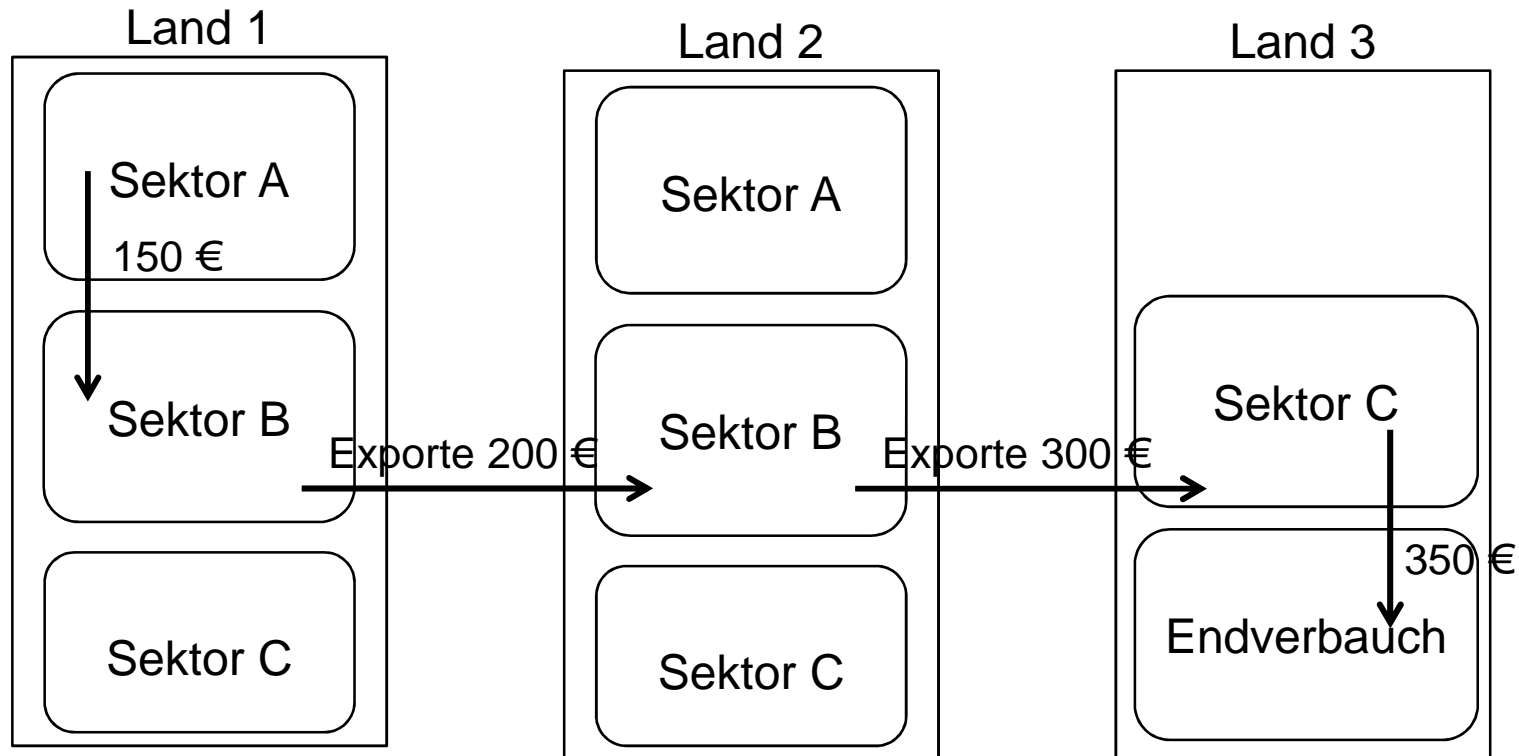 Land 1
Sektor A
150 €
Sektor B
Exporte 200 €
Sektor C
Land 2
Sektor A
Sektor B
Exporte 300 €
Sektor C
Land 3
Sektor C
350 €
Endverbauch